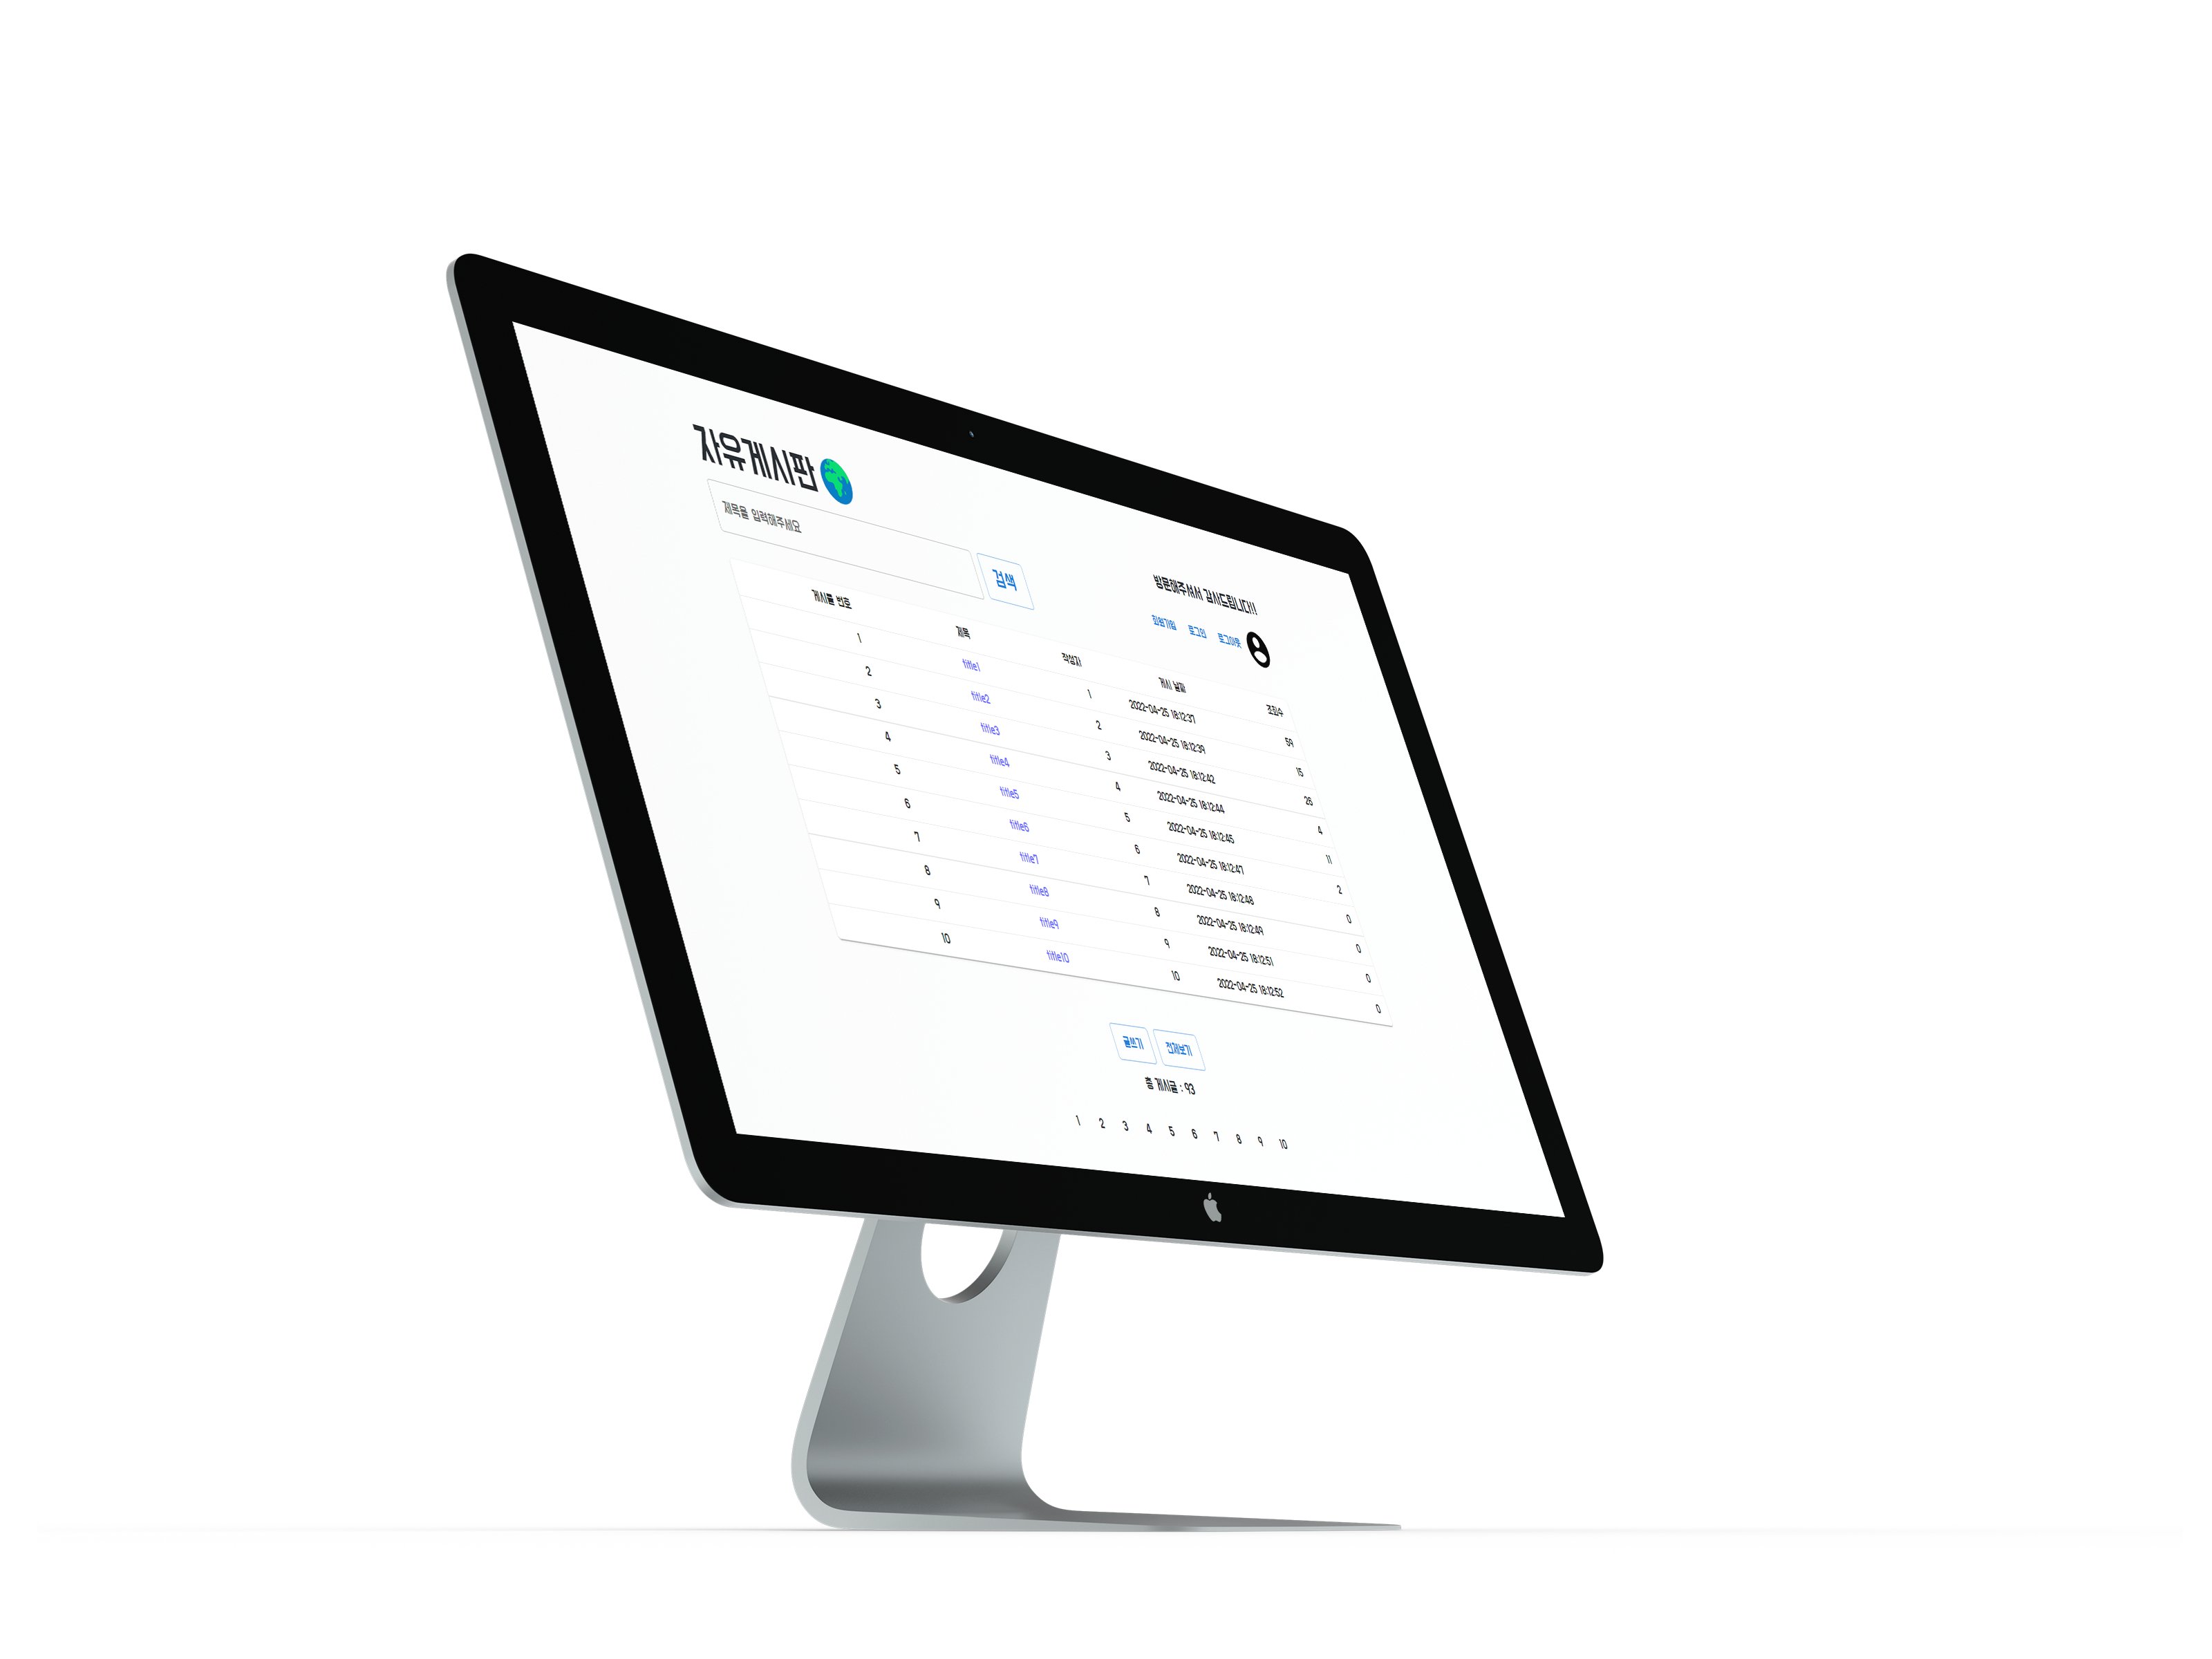 자유게시판
제목을 입력해주세요
검색
방문해주셔서 감사드립니다!!
회원가입 로그인 로그아웃
게시물 번호 제목 작성자 게시 날짜 조회수
1 title1 1 2022-04-25 18:12:37 59
2 title2 2 2022-04-25 18:12:39 15
3 title3 3 2022-04-25 18:12:42 26
4 title4 4 2022-04-25 18:12:44 4
5 title5 5 2022-04-25 18:12:45 11
6 title6 6 2022-04-25 18:12:47 2
7 title7 7 2022-04-25 18:12:48 0
8 title8 8 2022-04-25 18:12:49 0
9 title9 9 2022-04-25 18:12:51 0
10 title10 10 2022-04-25 18:12:52 0
글쓰기 전체보기
총 게시글 : 93
1 2 3 4 5 6 7 8 9 10